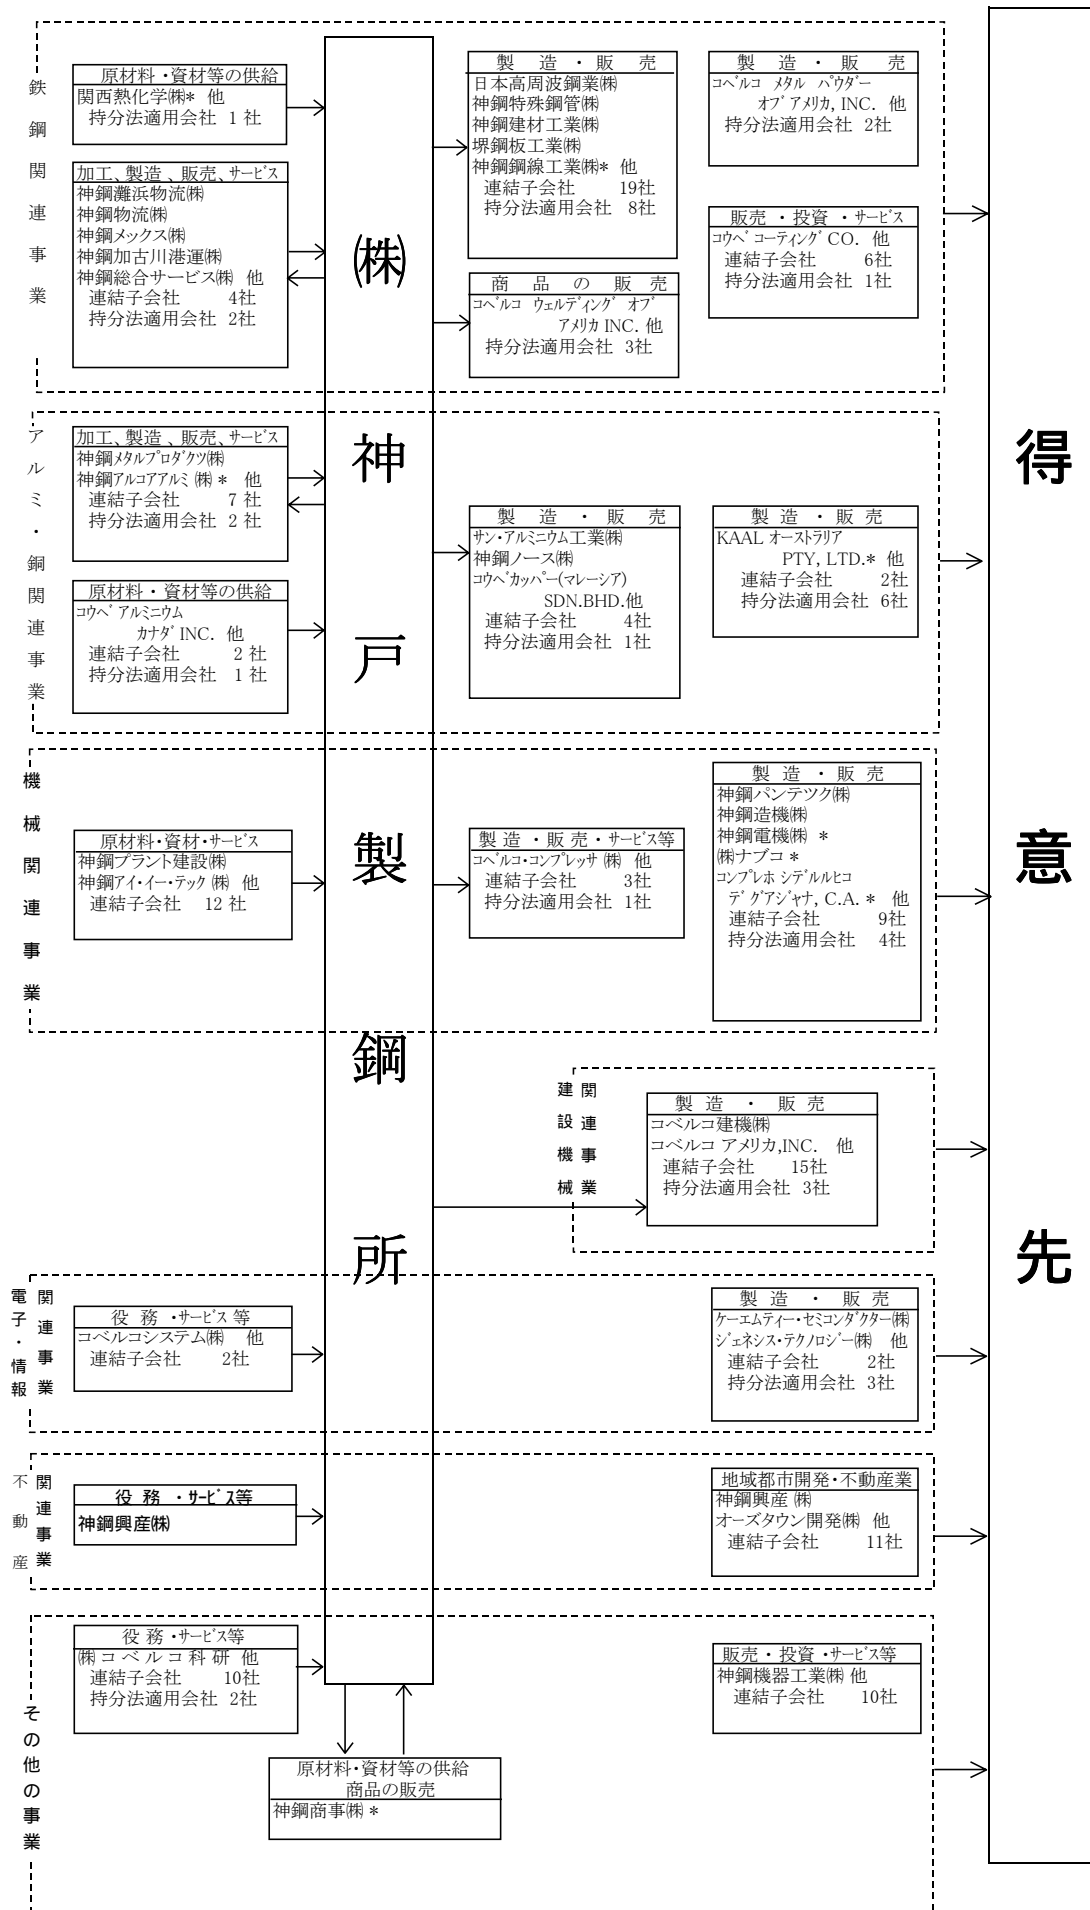 鉄鋼関連事業
原材料・資材等の供給
関西熱化学㈱* 他
持分法適用会社 1 社
加工、製造、販売、サービス
神鋼灘浜物流㈱
神鋼物流㈱
神鋼メックス㈱
神鋼加古川港運㈱
神鋼総合サービス㈱ 他
連結子会社 4社
持分法適用会社 2社
製造・販売
日本高周波鋼業㈱
神鋼特殊鋼管㈱
神鋼建材工業㈱
堺鋼板工業㈱
神鋼鋼線工業㈱* 他
連結子会社 19社
持分法適用会社 8社
商品の販売
コベルコ ウェルディング オブ
アメリカ INC. 他
持分法適用会社 3社
製造・販売
コベルコ メタル パウダー
オブ アメリカ, INC. 他
持分法適用会社 2社
販売・投資・サービス
コウベ コーティング CO. 他
連結子会社 6社
持分法適用会社 1社
アルミ・銅関連事業
加工、製造、販売、サービス
神鋼メタルプロダクツ㈱
神鋼アルコアアルミ㈱* 他
連結子会社 7 社
持分法適用会社 2 社
原材料・資材等の供給
コウベ アルミニウム
カナダ INC. 他
連結子会社 2 社
持分法適用会社 1 社
製造・販売
サン・アルミニウム工業㈱
神鋼ノース㈱
コウベカッパー(マレーシア)
SDN.BHD.他
連結子会社 4社
持分法適用会社 1社
製造・販売
KAAL オーストラリア
PTY, LTD.* 他
連結子会社 2社
持分法適用会社 6社
機械関連事業
原材料・資材・サービス
神鋼プラント建設㈱
神鋼アイ・イー・テック㈱ 他
連結子会社 12 社
製造・販売・サービス等
コベルコ・コンプレッサ㈱ 他
連結子会社 3社
持分法適用会社 1社
製造・販売
神鋼パンテツク㈱
神鋼造機㈱
神鋼電機㈱ *
㈱ナブコ *
コンプレホ シデルルヒコ
デ グアジャナ, C.A. * 他
連結子会社 9社
持分法適用会社 4社
建設機械
関連事業
製造・販売
コベルコ建機㈱
コベルコ アメリカ,INC. 他
連結子会社 15社
持分法適用会社 3社
電子・情報
関連事業
役務・サービス等
コベルコシステム㈱ 他
連結子会社 2社
製造・販売
ケーエムティー・セミコンダクター㈱
ジェネシス・テクノロジー㈱ 他
連結子会社 2社
持分法適用会社 3社
不動産
関連事業
役務・サービス等
神鋼興産㈱
地域都市開発・不動産業
神鋼興産㈱
オーズタウン開発㈱ 他
連結子会社 11社
その他の事業
役務・サービス等
㈱コベルコ科研 他
連結子会社 10社
持分法適用会社 2社
販売・投資・サービス等
神鋼機器工業㈱ 他
連結子会社 10社
原材料・資材等の供給
商品の販売
神鋼商事㈱ *
㈱神戸製鋼所
得意先